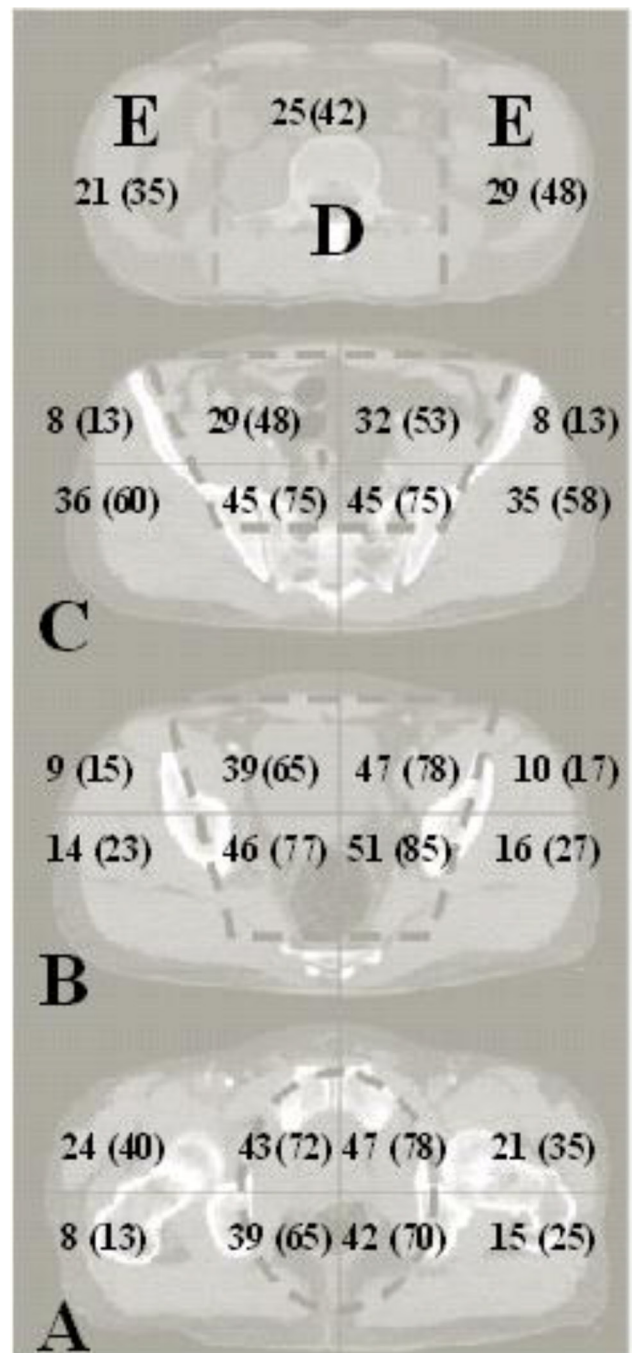 E E
25(42)
21 (35) 29 (48)
D
8 (13) 29(48) 32 (53) 8 (13)
36 (60) 45 (75) 45 (75) 35 (58)
C
9 (15) 39(65) 47 (78) 10 (17)
14 (23) 46 (77) 51 (85) 16 (27)
B
24 (40) 43(72) 47 (78) 21 (35)
8 (13) 39 (65) 42 (70) 15 (25)
A